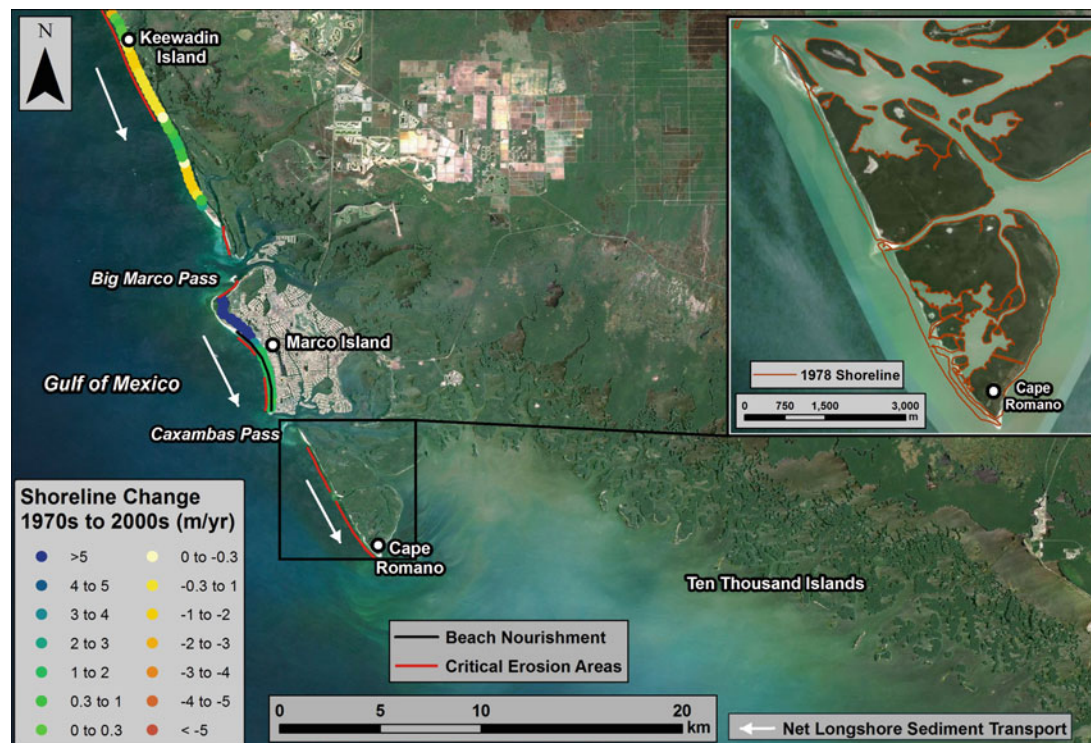 N
Keewadin
Island
Big Marco Pass
Marco Island
Gulf of Mexico
Caxambas Pass
Cape
Romano
Ten Thousand Islands
1978 Shoreline
0 750 1,500 3,000
m
Cape
Romano
Shoreline Change
1970s to 2000s (m/yr)
>5 0 to -0.3
4 to 5 -0.3 to 1
3 to 4 -1 to -2
2 to 3 -2 to -3
1 to 2 -3 to -4
0.3 to 1 -4 to -5
0 to 0.3 < -5
Beach Nourishment
Critical Erosion Areas
0 5 10 20
km
Net Longshore Sediment Transport